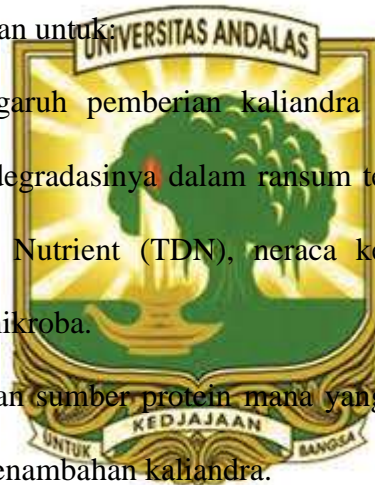 an untuk:
UNIVERSITAS ANDALAS
garuh pemberian kaliandra
degradasinya dalam ransum te
Nutrient (TDN), neraca ke
mikroba.
an sumber protein mana yang
KEDJAJAAN
UNTUK BANGSA
enambahan kaliandra.